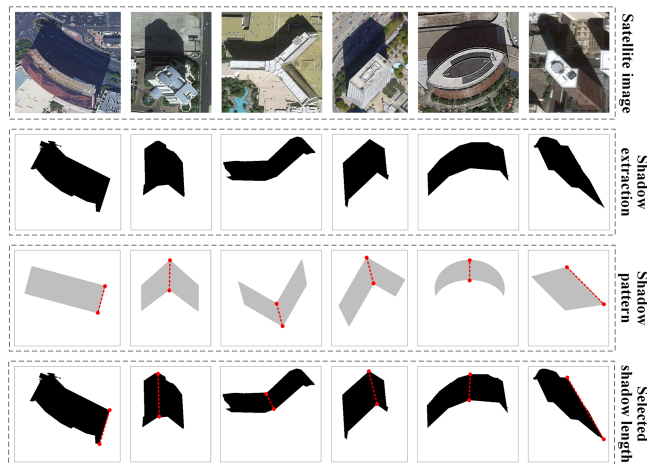 Satellite image
Shadow
extraction
Shadow
pattern
Selected
shadow length